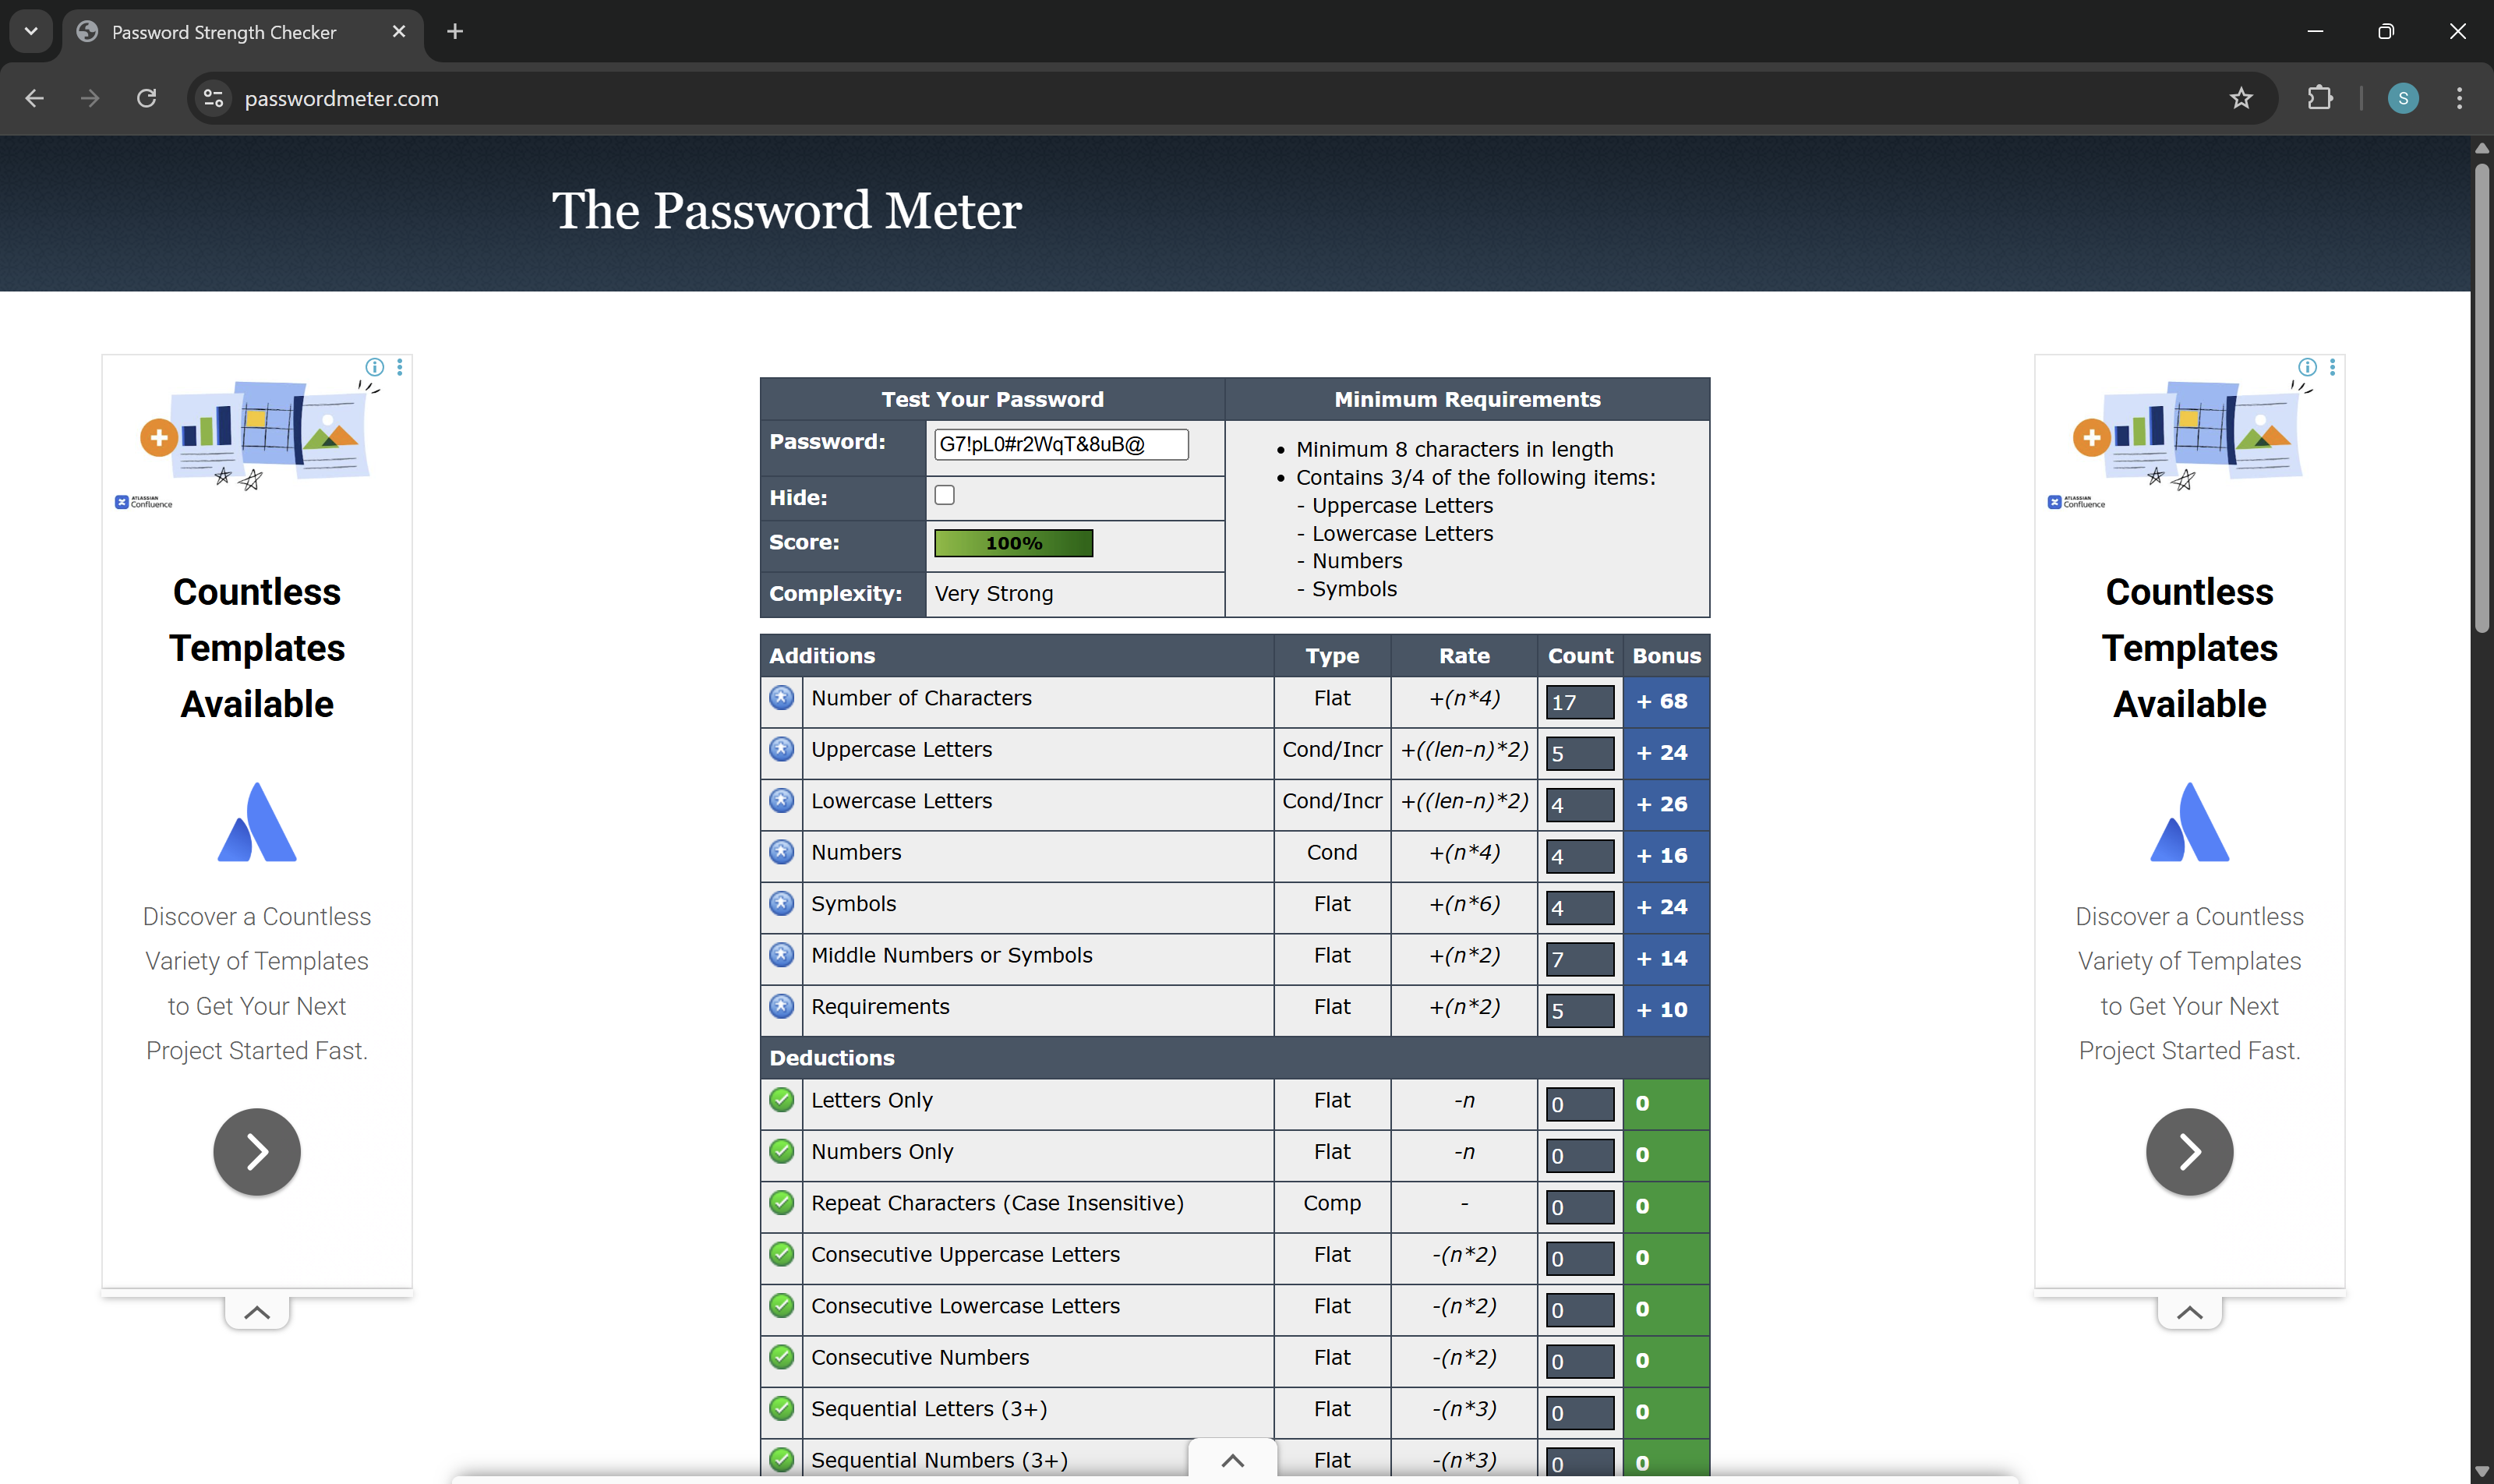 Password Strength Checker
passwordmeter.com
S
The Password Meter
ATLASSIAN
Confluence
Countless
Templates
Available
Discover a Countless
Variety of Templates
to Get Your Next
Project Started Fast.
Test Your Password Minimum Requirements
Password: G7!pL0#r2WqT&8uB@
Hide:
Score: 100%
Complexity: Very Strong
• Minimum 8 characters in length
• Contains 3/4 of the following items:
- Uppercase Letters
- Lowercase Letters
- Numbers
- Symbols
Additions Type Rate Count Bonus
Number of Characters Flat +(n*4) 17 + 68
Uppercase Letters Cond/Incr +((len-n)*2) 5 + 24
Lowercase Letters Cond/Incr +((len-n)*2) 4 + 26
Numbers Cond +(n*4) 4 + 16
Symbols Flat +(n*6) 4 + 24
Middle Numbers or Symbols Flat +(n*2) 7 + 14
Requirements Flat +(n*2) 5 + 10
Deductions
Letters Only Flat -n 0 0
Numbers Only Flat -n 0 0
Repeat Characters (Case Insensitive) Comp - 0 0
Consecutive Uppercase Letters Flat -(n*2) 0 0
Consecutive Lowercase Letters Flat -(n*2) 0 0
Consecutive Numbers Flat -(n*2) 0 0
Sequential Letters (3+) Flat -(n*3) 0 0
Sequential Numbers (3+) Flat -(n*3) 0 0
ATLASSIAN
Confluence
Countless
Templates
Available
Discover a Countless
Variety of Templates
to Get Your Next
Project Started Fast.